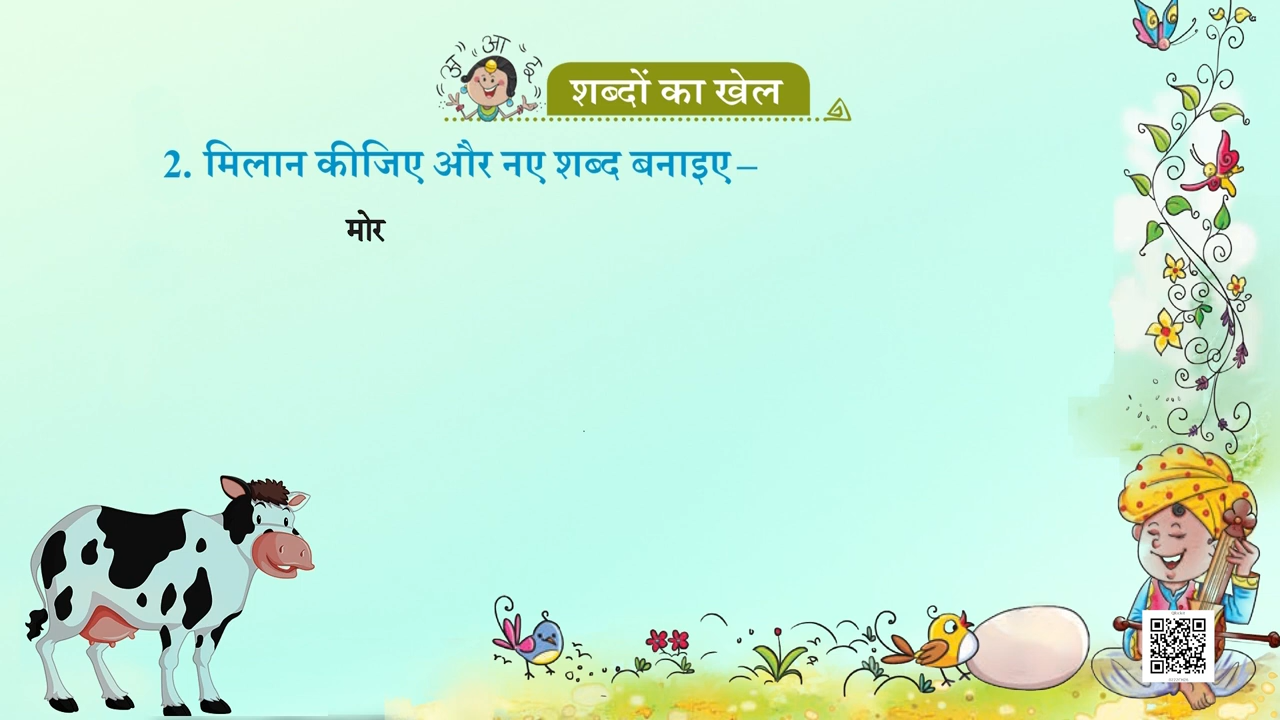 अ आ इ
शब्दों का खेल
2. मिलान कीजिए और नए शब्द बनाइए –
मोर